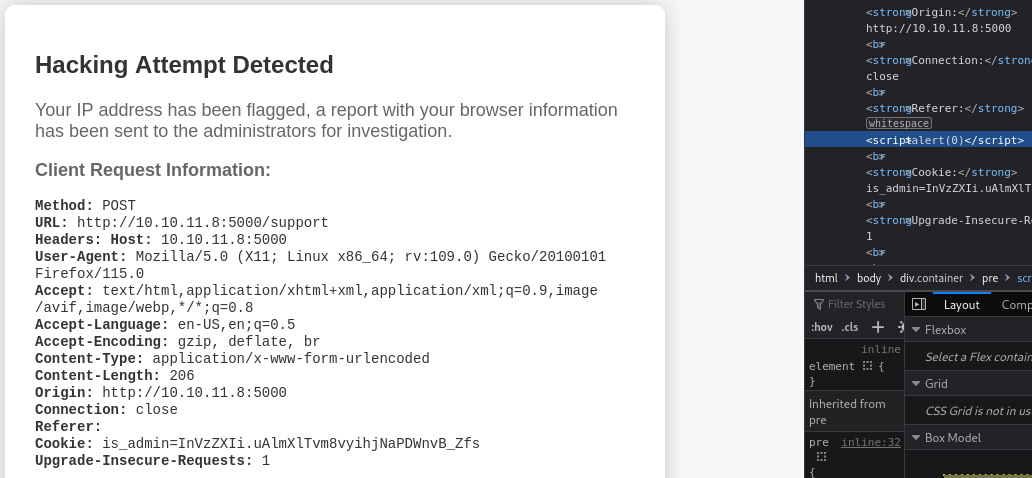 Hacking Attempt Detected
Your IP address has been flagged, a report with your browser information
has been sent to the administrators for investigation.
Client Request Information:
Method: POST
URL: http://10.10.11.8:5000/support
Headers: Host: 10.10.11.8:5000
User-Agent: Mozilla/5.0 (X11; Linux x86_64; rv:109.0) Gecko/20100101
Firefox/115.0
Accept: text/html,application/xhtml+xml,application/xml;q=0.9,image
/avif,image/webp,*/*;q=0.8
Accept-Language: en-US,en;q=0.5
Accept-Encoding: gzip, deflate, br
Content-Type: application/x-www-form-urlencoded
Content-Length: 206
Origin: http://10.10.11.8:5000
Connection: close
Referer:
Cookie: is_admin=InVzZXIi.uAlmXlTvm8vyihjNaPDWnvB_Zfs
Upgrade-Insecure-Requests: 1
<strong>Origin:</strong>
http://10.10.11.8:5000
<br>
<strong>Connection:</stron
close
<br>
<strong>Referer:</strong>
whitespace
<script>alert(0)</script>
<br>
<strong>Cookie:</strong>
is_admin=InVzZXIi.uAlmXlT
<br>
<strong>Upgrade-Insecure-R
1
<br>
html > body > div.container > pre > scr
Filter Styles
:hov .cls +
inline
element { 
}
Inherited from
pre
pre inline:32
{
Layout Comp
Flexbox
Select a Flex contain
Grid
CSS Grid is not in us
Box Model